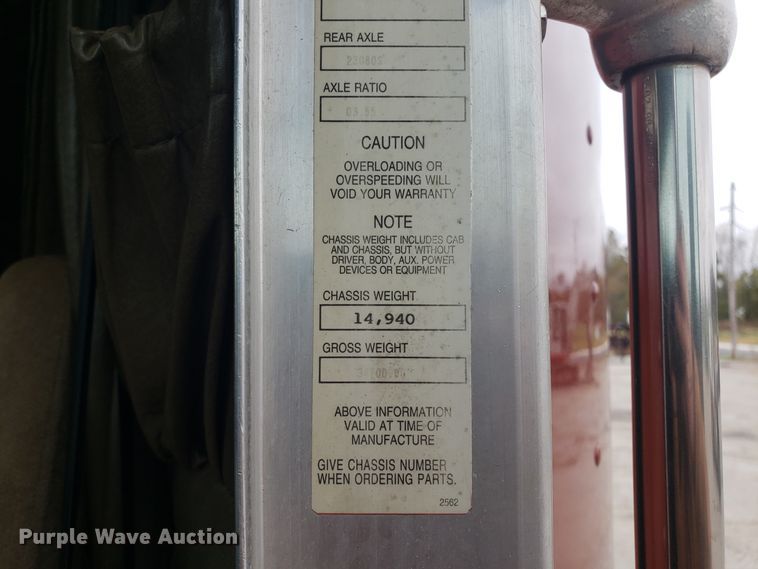 REAR AXLE
AXLE RATIO
03.55
CAUTION
OVERLOADING OR
OVERSPEEDING WILL
VOID YOUR WARRANTY
NOTE
CHASSIS WEIGHT INCLUDES CAB
AND CHASSIS, BUT WITHOUT
DRIVER, BODY, AUX. POWER
DEVICES OR EQUIPMENT
CHASSIS WEIGHT
14,940
GROSS WEIGHT
ABOVE INFORMATION
VALID AT TIME OF
MANUFACTURE
GIVE CHASSIS NUMBER
WHEN ORDERING PARTS.
2562
Purple Wave Auction